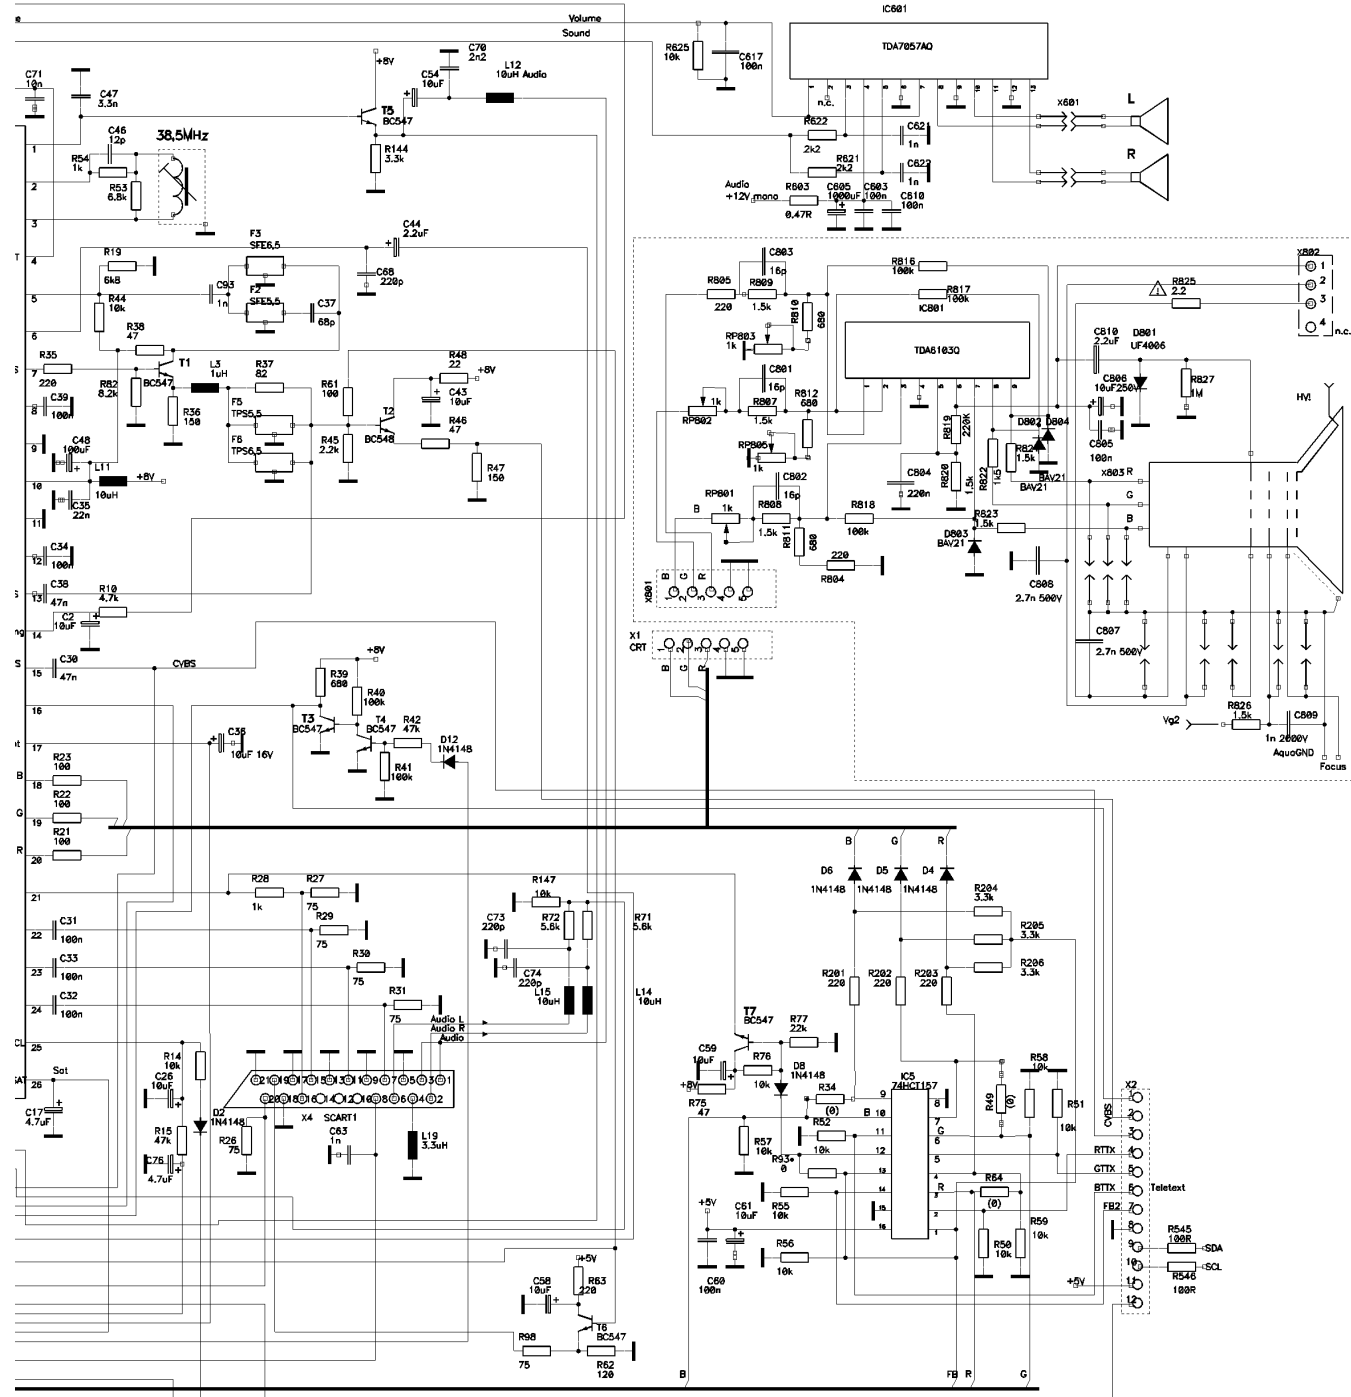 IC601
Volume
Sound
TDA7057AQ
C71
10n
C47
3.3n
+8V
C70
2n2
C54
10uF
L12
10uH Audio
R625
10k
C617
100n
n.c.
X601
L
R
T5
BC547
R144
3.3k
38,5MHz
C46
12p
R54
1k
R53
6.8k
R622
2k2
R621
2k2
C621
1n
C622
1n
Audio
+12V mono
R603
0.47R
C605
1000uF
C603
100n
C610
100n
C44
2.2uF
C68
220p
F3
SFE6,5
F2
SFE5,5
R19
6k8
R44
10k
C93
1n
C37
68p
R38
47
T1
BC547
R35
220
R82
8.2k
R36
150
L3
1uH
R37
82
F5
TPS5,5
F6
TPS6,5
R61
100
R45
2.2k
T2
BC548
R48
22
+8V
C43
10uF
R46
47
R47
150
C39
100n
C48
100uF
L11
10uH
+8V
C35
22n
C34
100n
C38
47n
R10
4.7k
C2
10uF
C30
47n
CVBS
C803
16p
R805
220
R809
1.5k
R810
680
RP803
1k
R816
100k
R817
100k
IC801
TDA6103Q
C801
16p
R807
1.5k
R812
680
RP802
1k
RP805
1k
C802
16p
RP801
1k
R808
1.5k
R811
680
R818
100k
220
R804
C804
220n
R819
220K
R820
1.5k
R822
1k5
R821
1.5k
D802
D804
BAV21
BAV21
R823
1.5k
D803
BAV21
C808
2.7n 500V
C807
2.7n 500V
X802
n.c.
R825
2.2
C810
2.2uF
D801
UF4006
C806
10uF250V
R827
1M
C805
100n
HV!
X803
R
G
B
Vg2
R826
1.5k
C809
1n 2000V
AquaGND
Focus
X801
B
G
R
1 2 3 4 5
X1
CRT
1 2 3 4 5
B
G
R
+8V
R39
680
R40
100k
T3
BC547
T4
BC547
R42
47k
D12
1N4148
R41
100k
C36
10uF 16V
R23
100
R22
100
R21
100
R28
1k
R27
75
R29
75
R30
75
R31
75
C31
100n
C33
100n
C32
100n
R147
10k
R72
5.6k
R71
5.6k
C73
220p
C74
220p
L15
10uH
L14
10uH
Audio L
Audio R
Audio
Sat
C17
4.7uF
R14
10k
C26
10uF
R15
47k
C76
4.7uF
D2
1N4148
R26
75
X4
SCART1
C63
1n
L19
3.3uH
B
G
R
D6
1N4148
D5
1N4148
D4
1N4148
R204
3.3k
R205
3.3k
R206
3.3k
R201
220
R202
220
R203
220
T7
BC547
R77
22k
C59
10uF
R76
10k
D8
1N4148
+8V
R75
47
R34
(0)
R52
10k
R57
10k
R93*
0
R55
10k
R56
10k
+5V
C61
10uF
C60
100n
IC5
74HCT157
R49
(0)
R58
10k
R51
10k
R64
(0)
R50
10k
R59
10k
X2
CVBS
RTTX
GTTX
BTTX
FB2
Teletext
R545
100R
SDA
SCL
R546
100R
+5V
+5V
C58
10uF
R63
220
T6
BC547
R98
75
R62
120
B
FB
R
G